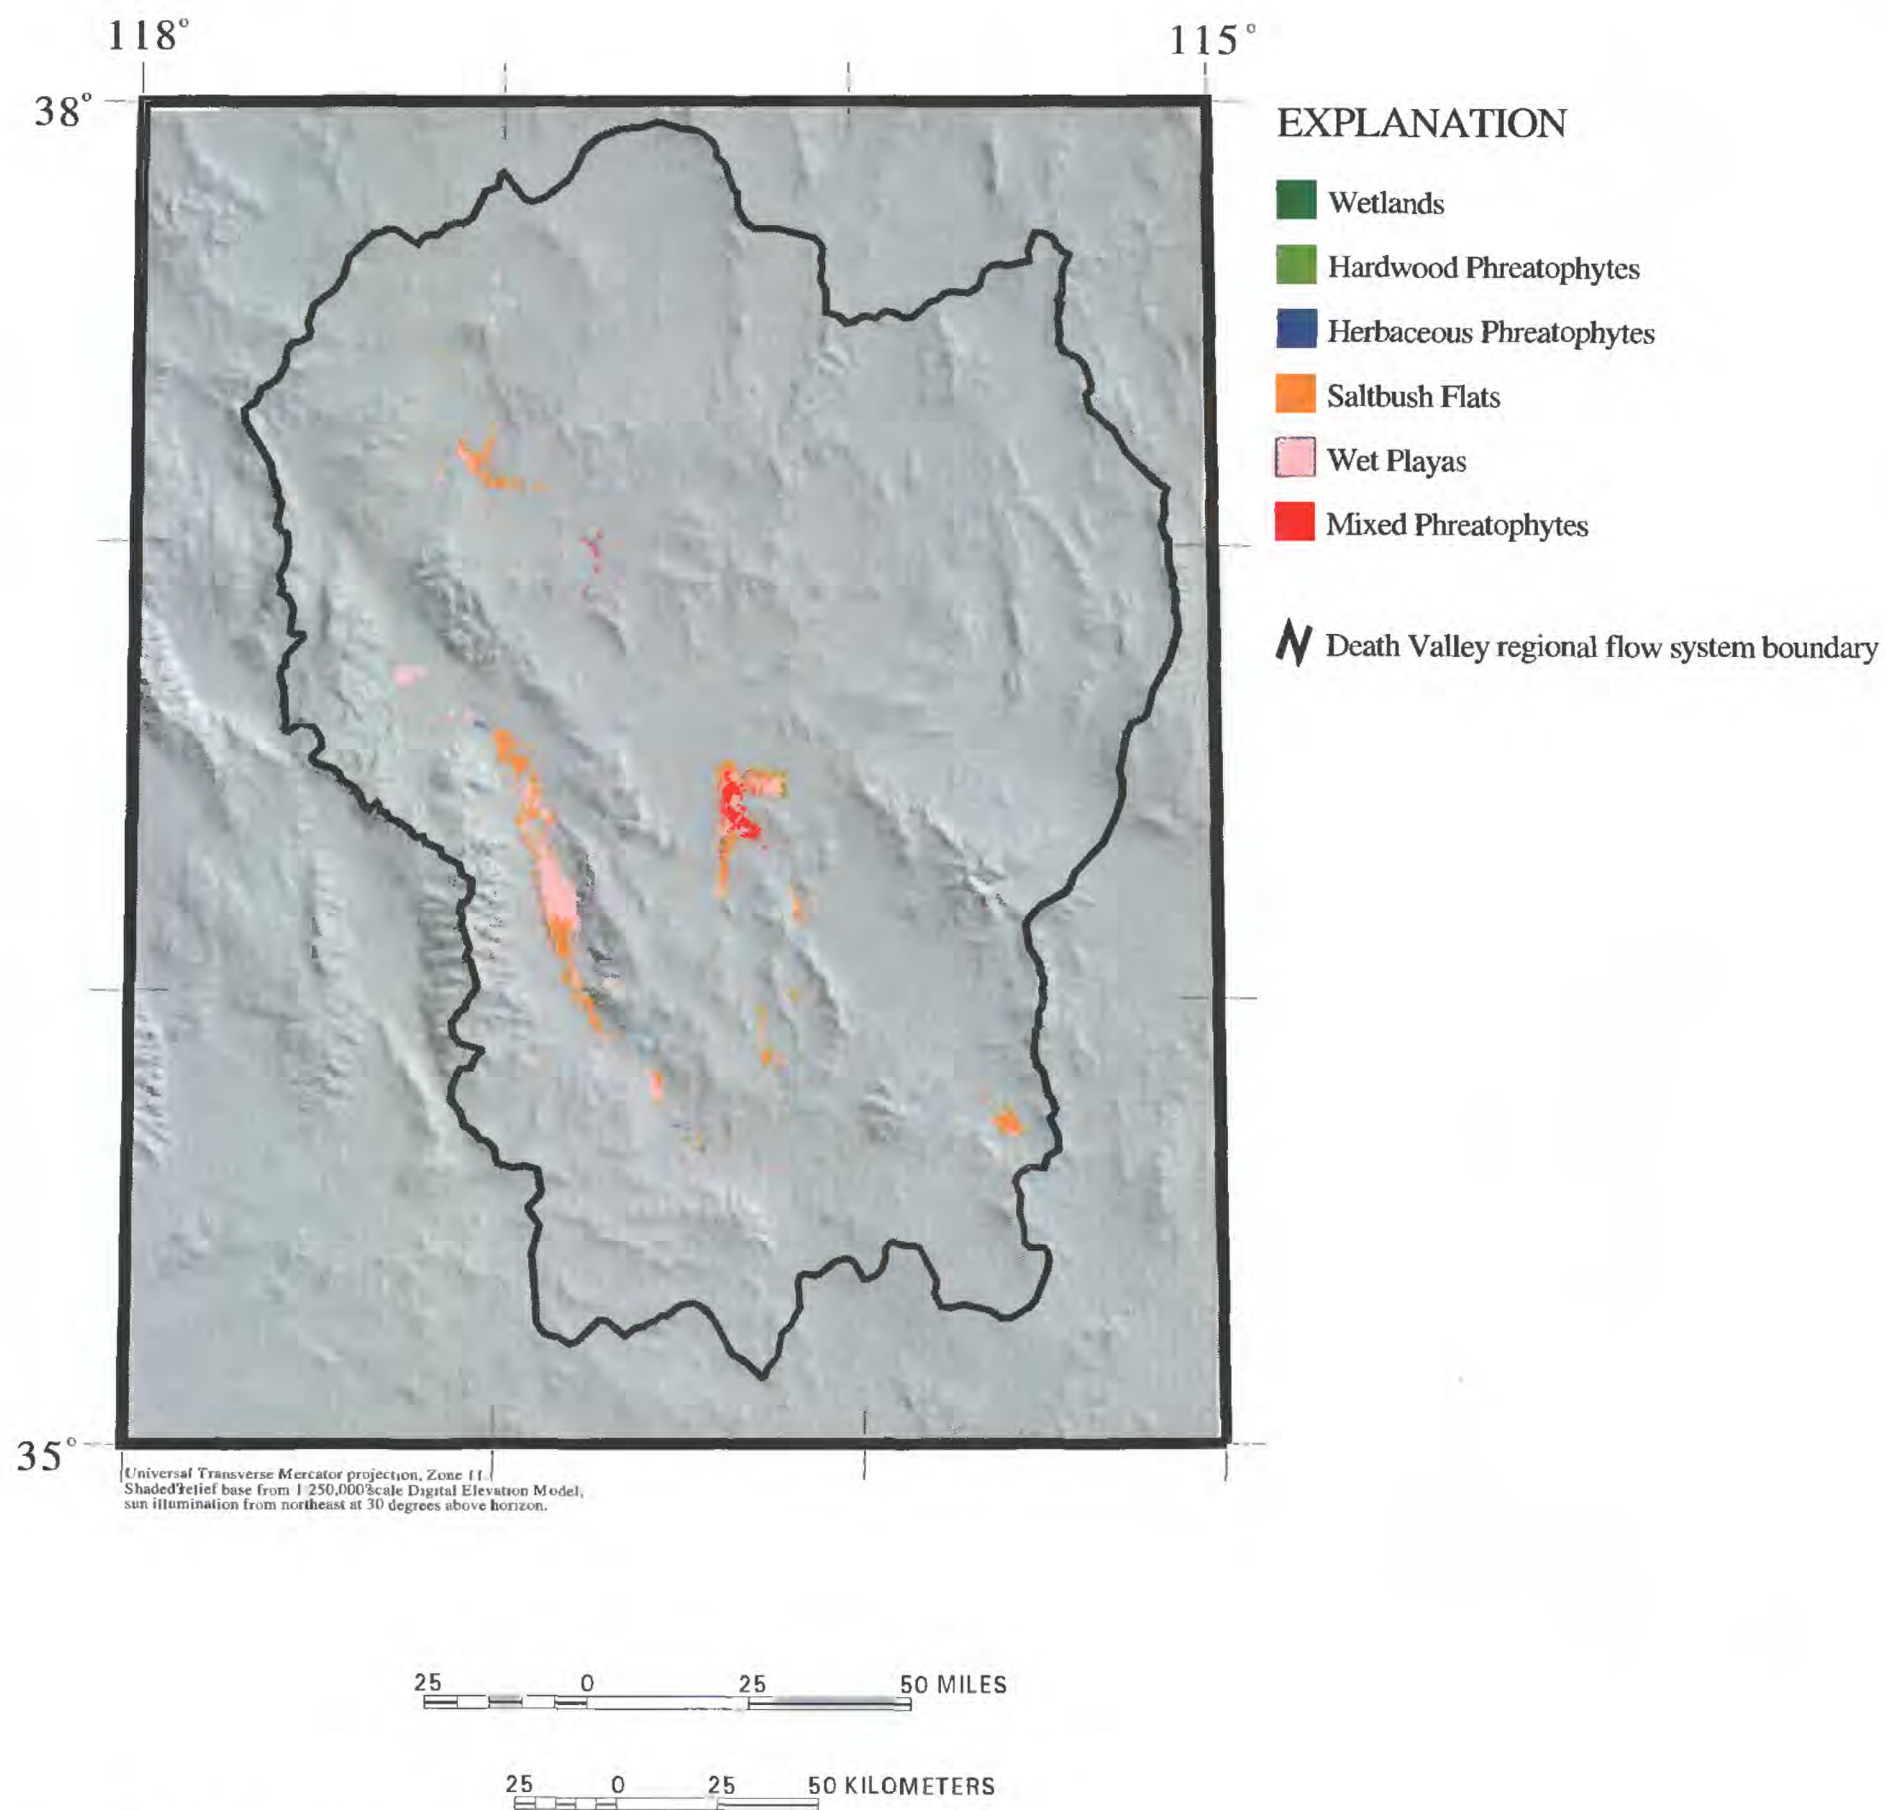 118°
115°
38°
EXPLANATION
Wetlands
Hardwood Phreatophytes
Herbaceous Phreatophytes
Saltbush Flats
Wet Playas
Mixed Phreatophytes
Death Valley regional flow system boundary
35°
Universal Transverse Mercator projection, Zone 11
Shaded relief base from 1 250,000 scale Digital Elevation Model,
sun illumination from northeast at 30 degrees above horizon.
25 0 25 50 MILES
25 0 25 50 KILOMETERS